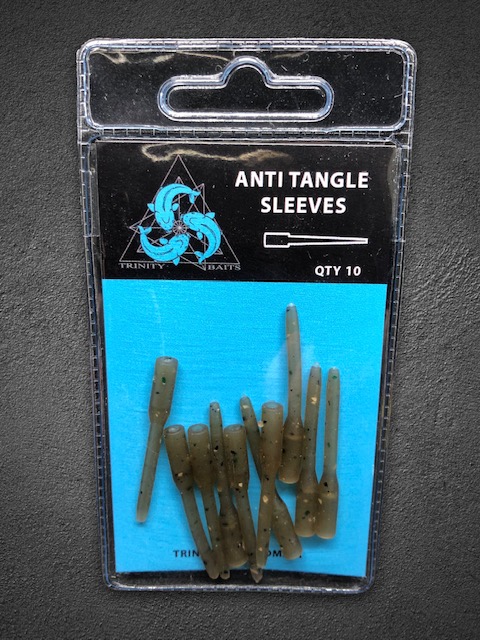 ANTI TANGLE
SLEEVES
TRINITY BAITS
QTY 10